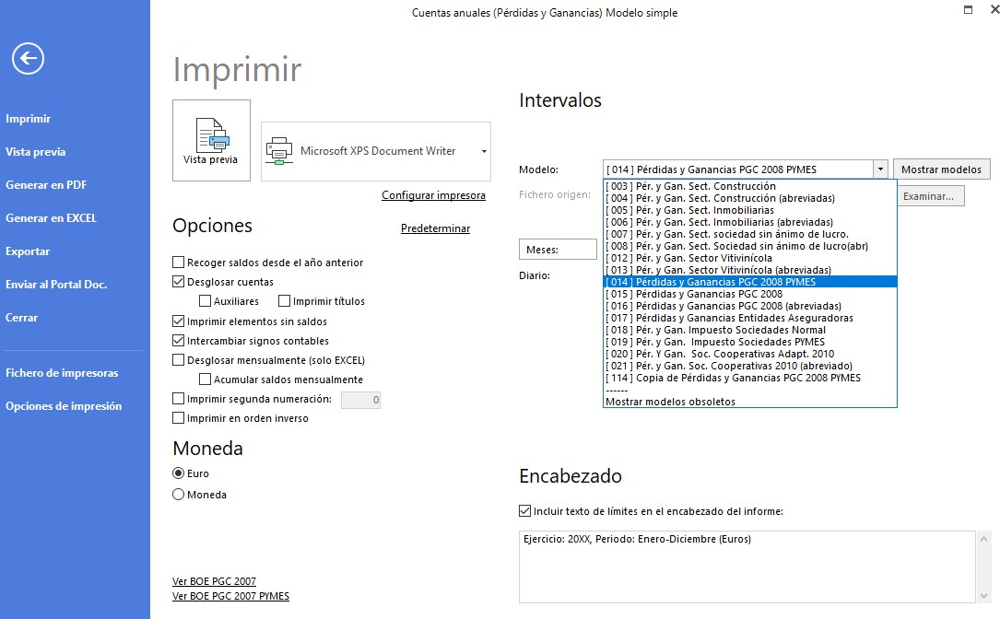 Cuentas anuales (Pérdidas y Ganancias) Modelo simple
Imprimir
Vista previa
Generar en PDF
Generar en EXCEL
Exportar
Enviar al Portal Doc.
Cerrar
Fichero de impresoras
Opciones de impresión
Imprimir
Vista previa
Microsoft XPS Document Writer
Configurar impresora
Opciones
Predeterminar
Recoger saldos desde el año anterior
Desglosar cuentas
Auxiliares
Imprimir títulos
Imprimir elementos sin saldos
Intercambiar signos contables
Desglosar mensualmente (solo EXCEL)
Acumular saldos mensualmente
Imprimir segunda numeración: 0
Imprimir en orden inverso
Moneda
Euro
Moneda
Ver BOE PGC 2007
Ver BOE PGC 2007 PYMES
Intervalos
Modelo: [ 014 ] Pérdidas y Ganancias PGC 2008 PYMES Mostrar modelos
Fichero origen: Examinar...
Meses:
Diario:
[ 003 ] Pér. y Gan. Sect. Construcción
[ 004 ] Pér. y Gan. Sect. Construcción (abreviadas)
[ 005 ] Pér. y Gan. Sect. Inmobiliarias
[ 006 ] Pér. y Gan. Sect. Inmobiliarias (abreviadas)
[ 007 ] Pér. y Gan. Sect. sociedad sin ánimo de lucro.
[ 008 ] Pér. y Gan. Sect. Sociedad sin ánimo de lucro(abr)
[ 012 ] Pér. y Gan. Sector Vitivinícola
[ 013 ] Pér. y Gan. Sector Vitivinícola (abreviadas)
[ 014 ] Pérdidas y Ganancias PGC 2008 PYMES
[ 015 ] Pérdidas y Ganancias PGC 2008
[ 016 ] Pérdidas y Ganancias PGC 2008 (abreviadas)
[ 017 ] Pérdidas y Ganancias Entidades Aseguradoras
[ 018 ] Pér. y Gan. Impuesto Sociedades Normal
[ 019 ] Pér. y Gan. Impuesto Sociedades PYMES
[ 020 ] Pér. Y Gan. Soc. Cooperativas Adapt. 2010
[ 021 ] Pér. y Gan. Soc. Cooperativas 2010 (abreviado)
[ 114 ] Copia de Pérdidas y Ganancias PGC 2008 PYMES
------
Mostrar modelos obsoletos
Encabezado
Incluir texto de límites en el encabezado del informe:
Ejercicio: 20XX, Periodo: Enero-Diciembre (Euros)